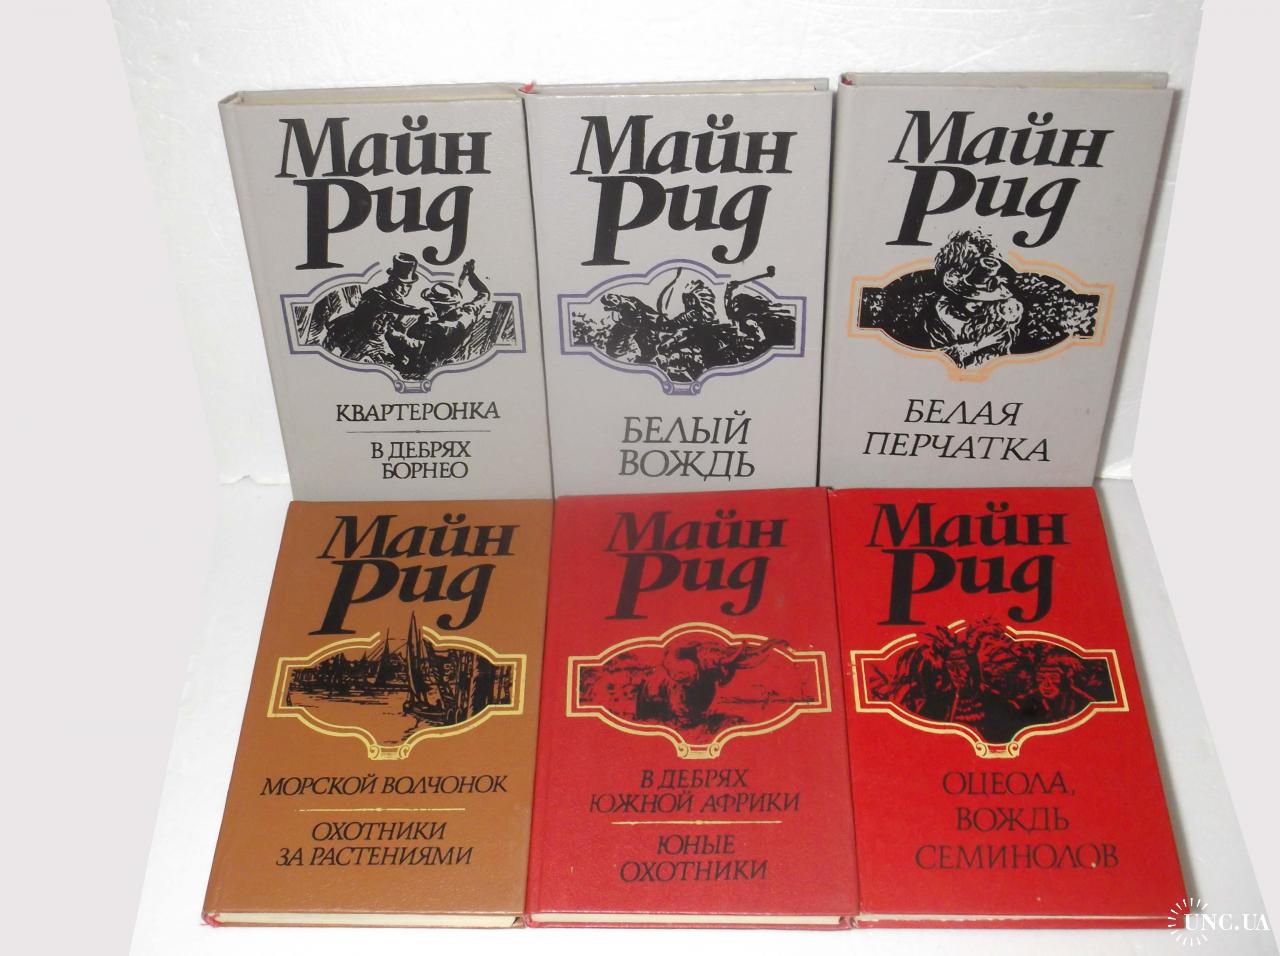 Майн
Рид
КВАРТЕРОНКА
В ДЕБРЯХ
БОРНЕО
Майн
Рид
БЕЛЫЙ
ВОЖДЬ
Майн
Рид
БЕЛАЯ
ПЕРЧАТКА
Майн
Рид
МОРСКОЙ ВОЛЧОНОК
ОХОТНИКИ
ЗА РАСТЕНИЯМИ
Майн
Рид
В ДЕБРЯХ
ЮЖНОЙ АФРИКИ
ЮНЫЕ
ОХОТНИКИ
Майн
Рид
ОЦЕОЛА,
ВОЖДЬ
СЕМИНОЛОВ
UNC.UA